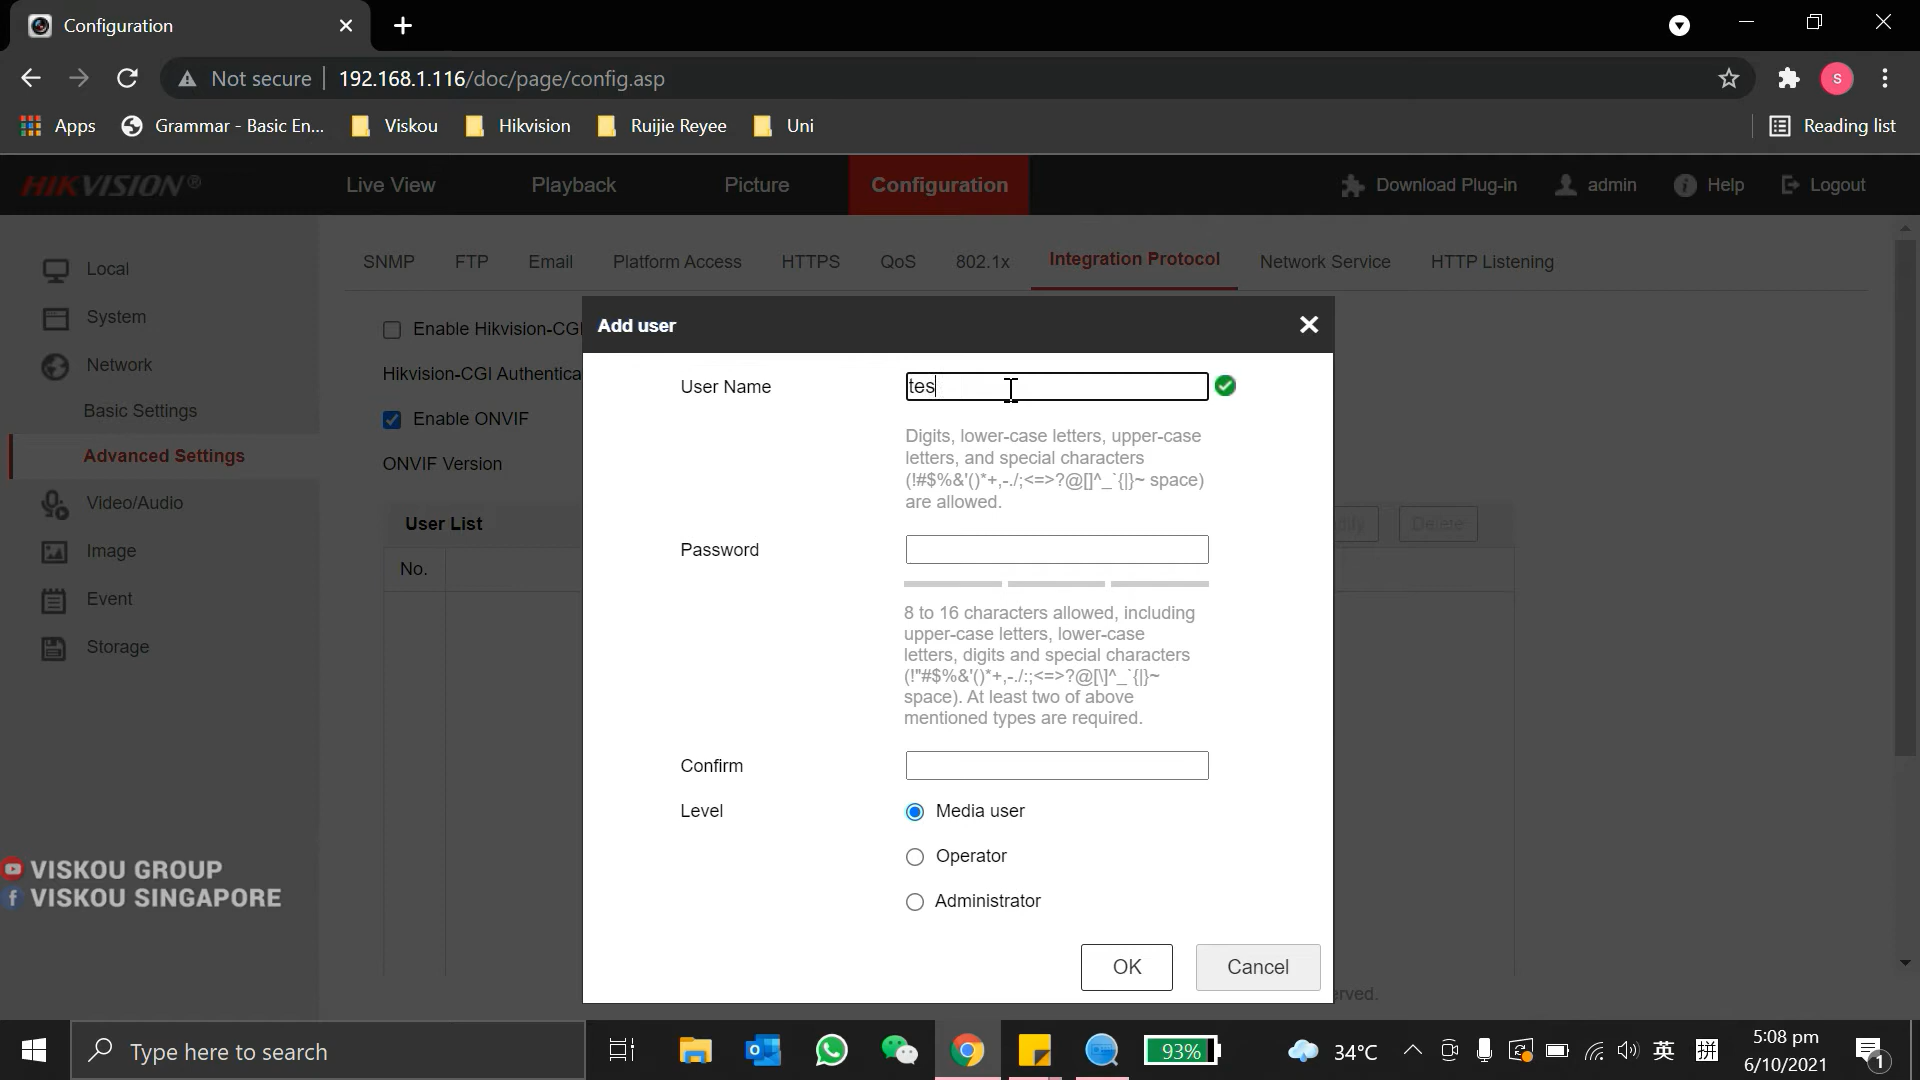 Configuration
Not secure 192.168.1.116/doc/page/config.asp
Apps Grammar - Basic En... Viskou Hikvision Ruijie Reyee Uni Reading list
HIKVISION® Live View Playback Picture Configuration Download Plug-in admin Help Logout
Local
System
Network
Basic Settings
Advanced Settings
Video/Audio
Image
Event
Storage
SNMP FTP Email Platform Access HTTPS QoS 802.1x Integration Protocol Network Service HTTP Listening
Enable Hikvision-CGI
Hikvision-CGI Authentica
Enable ONVIF
ONVIF Version
User List Delete
No.
Add user
User Name tes
Digits, lower-case letters, upper-case
letters, and special characters
(!#$%&'()*+,-./;<=>?@[]^_`{|}~ space)
are allowed.
Password
8 to 16 characters allowed, including
upper-case letters, lower-case
letters, digits and special characters
(!"#$%&'()*+,-./:;<=>?@[\]^_`{|}~
space). At least two of above
mentioned types are required.
Confirm
Level Media user
Operator
Administrator
OK Cancel
erved.
VISKOU GROUP
f VISKOU SINGAPORE
Type here to search 93% 34°C 英 拼 5:08 pm
6/10/2021
1
S